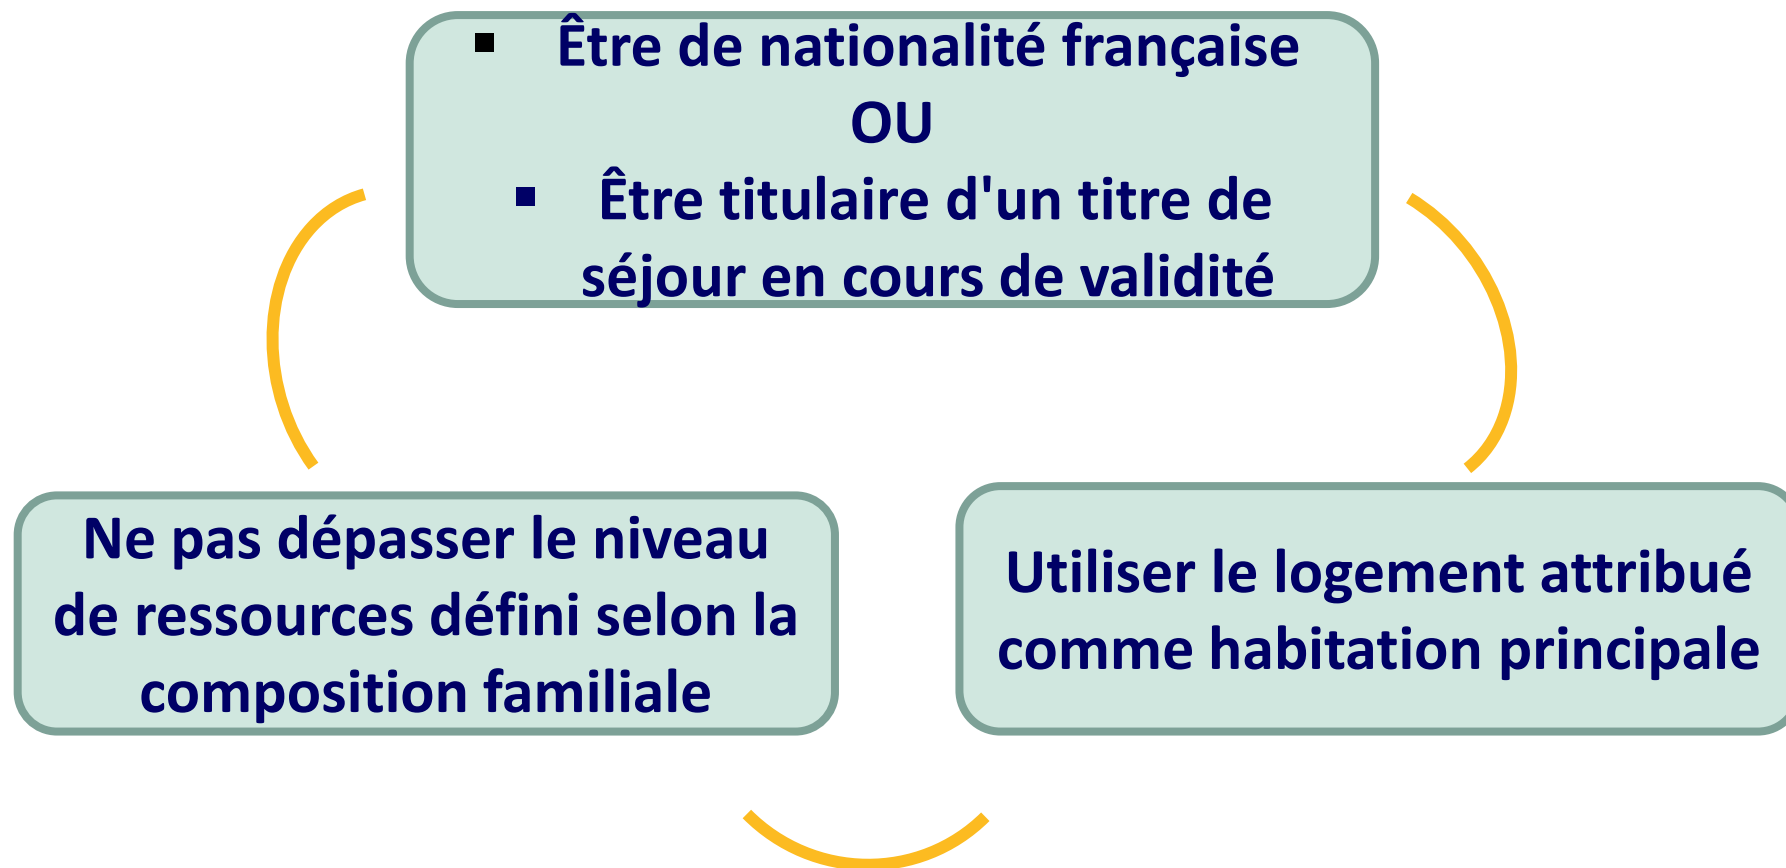 ▪ Être de nationalité française
OU
▪ Être titulaire d'un titre de
séjour en cours de validité
Ne pas dépasser le niveau
de ressources défini selon la
composition familiale
Utiliser le logement attribué
comme habitation principale